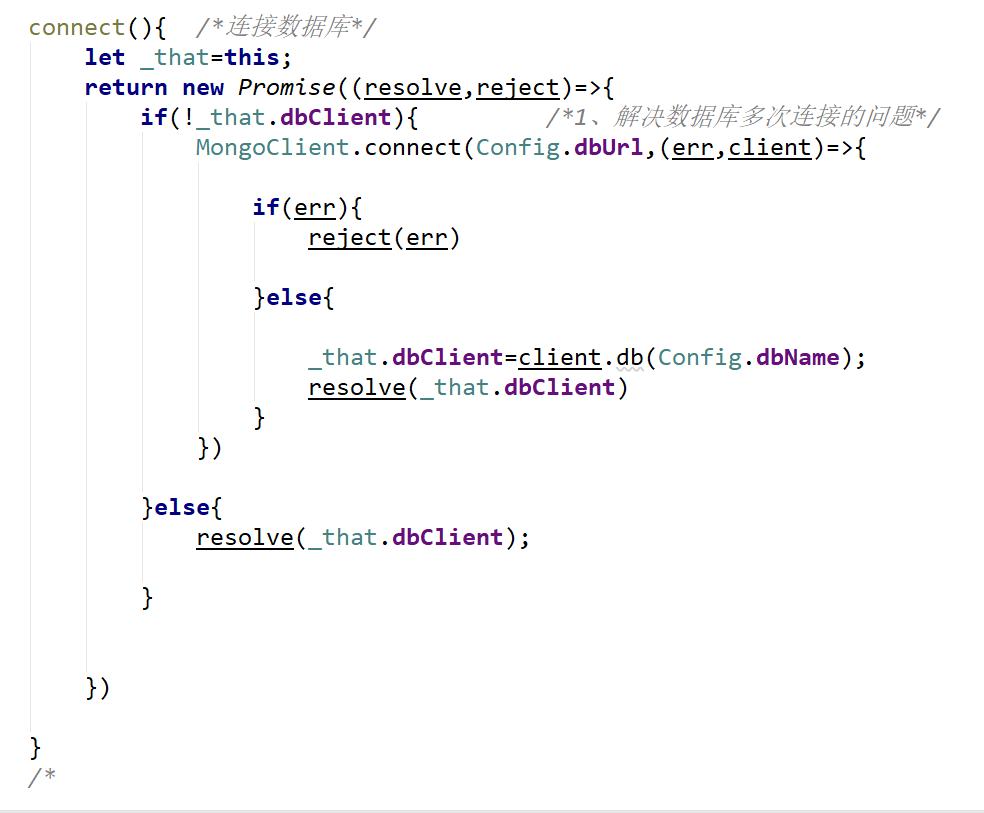 connect(){  /*连接数据库*/
    let _that=this;
    return new Promise((resolve,reject)=>{
        if(!_that.dbClient){         /*1、解决数据库多次连接的问题*/
            MongoClient.connect(Config.dbUrl,(err,client)=>{
                if(err){
                    reject(err)
                }else{
                    _that.dbClient=client.db(Config.dbName);
                    resolve(_that.dbClient)
                }
            })
        }else{
            resolve(_that.dbClient);
        }
    })
}
/*